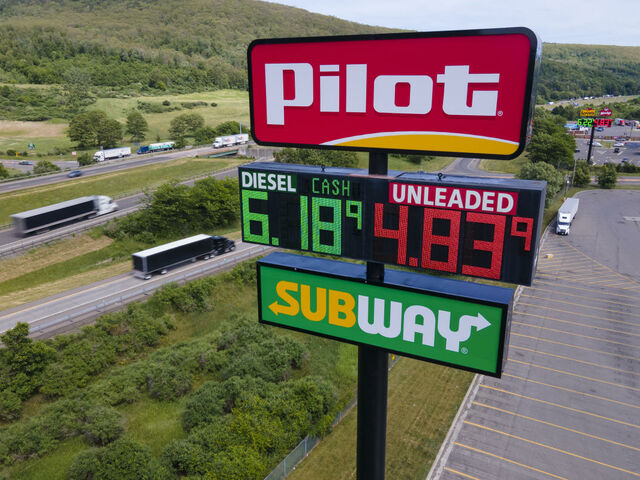 Pilot®
DIESEL CASH UNLEADED
6.18⁹ 4.83⁹
SUBWAY®